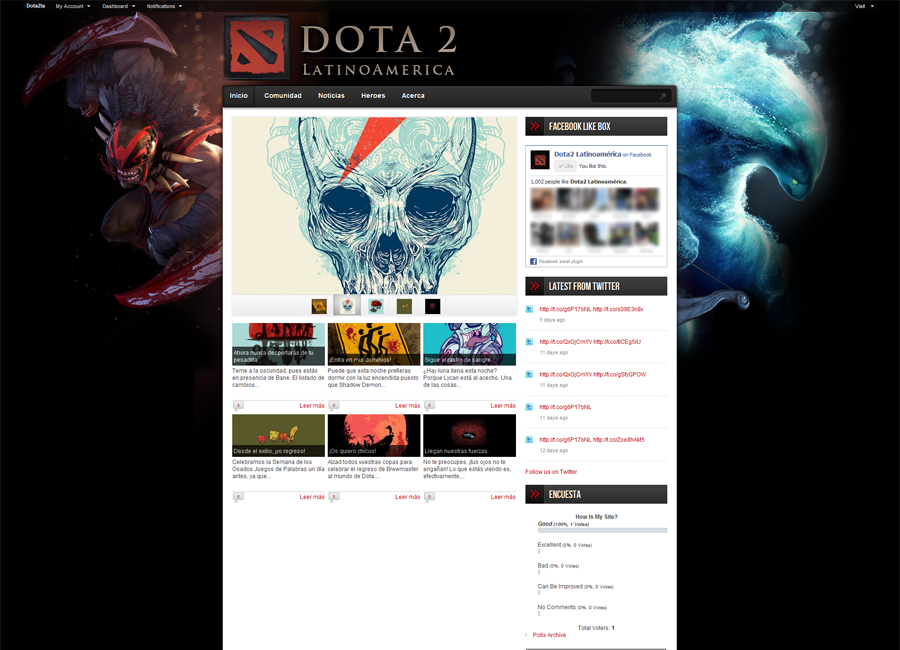 Dota2la My Account Dashboard Notifications Visit
DOTA 2
LATINOAMERICA
Inicio Comunidad Noticias Heroes Acerca
FACEBOOK LIKE BOX
Dota2 Latinoamérica on Facebook
Like You like this.
1,002 people like Dota2 Latinoamérica.
Facebook social plugin
LATEST FROM TWITTER
http://t.co/g6P17bNL http://t.co/s09E3n8x
5 days ago
http://t.co/QxOjCmYV http://t.co/tlCEg5iU
11 days ago
http://t.co/QxOjCmYV http://t.co/gSfyGPOW
11 days ago
http://t.co/g6P17bNL
11 days ago
http://t.co/g6P17bNL http://t.co/Zoe8hAM5
12 days ago
Follow us on Twitter
ENCUESTA
How Is My Site?
Good (100%, 1 Votes)
Excellent (0%, 0 Votes)
Bad (0%, 0 Votes)
Can Be Improved (0%, 0 Votes)
No Comments (0%, 0 Votes)
Total Voters: 1
Polls Archive
Ahora nunca despertarás de tu
pesadilla.
Teme a la oscuridad, pues estás
en presencia de Bane. El listado de
cambios...
0 Leer más
¡Entra en mis dominios!
Puede que esta noche prefieras
dormir con la luz encendida puesto
que Shadow Demon...
0 Leer más
Sigue el rastro de sangre.
¿Hay luna llena esta noche?
Porque Lycan está al acecho. Una
de las cosas...
0 Leer más
Desde el exilio, ¡yo regreso!
Celebramos la Semana de los
Osados Juegos de Palabras un día
antes, ya que...
0 Leer más
¡Os quiero chicos!
Alzad todos vuestras copas para
celebrar el regreso de Brewmaster
al mundo de Dota....
0 Leer más
Llegan nuestras fuerzas.
No te preocupes, ¡tus ojos no te
engañan! Lo que estás viendo es,
efectivamente,...
0 Leer más